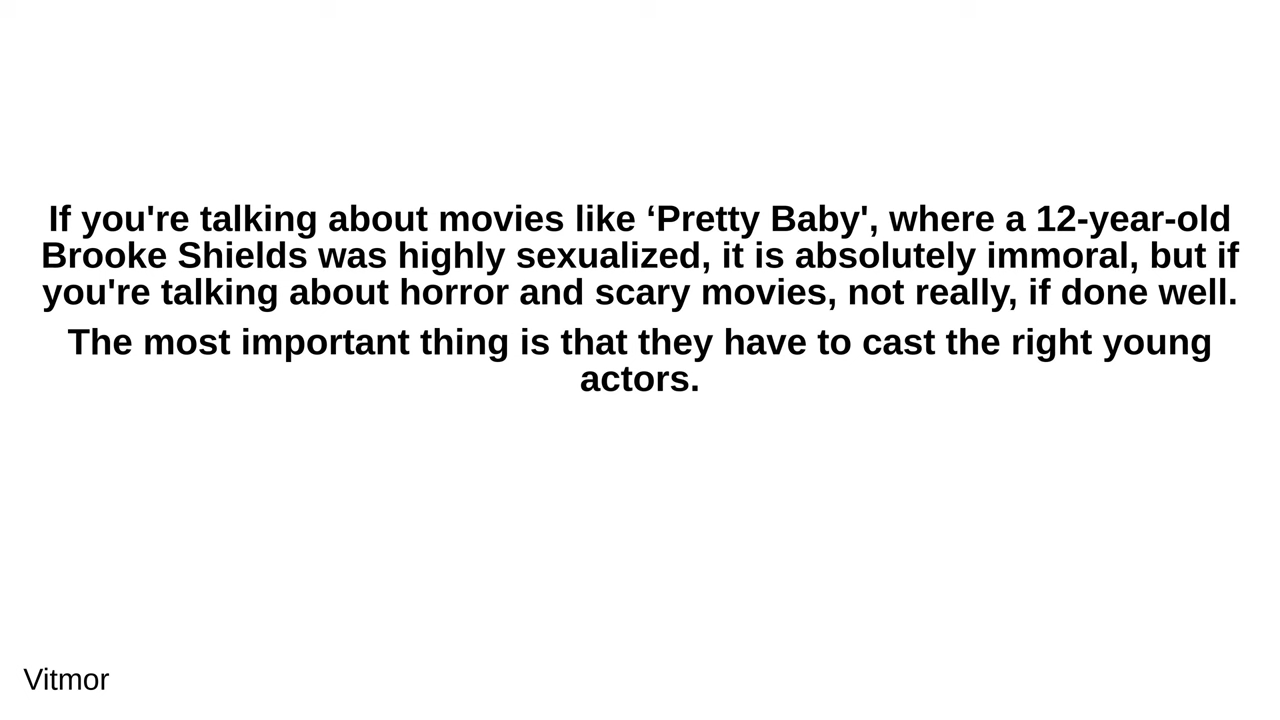 If you're talking about movies like ‘Pretty Baby', where a 12-year-old
Brooke Shields was highly sexualized, it is absolutely immoral, but if
you're talking about horror and scary movies, not really, if done well.
The most important thing is that they have to cast the right young
actors.
Vitmor